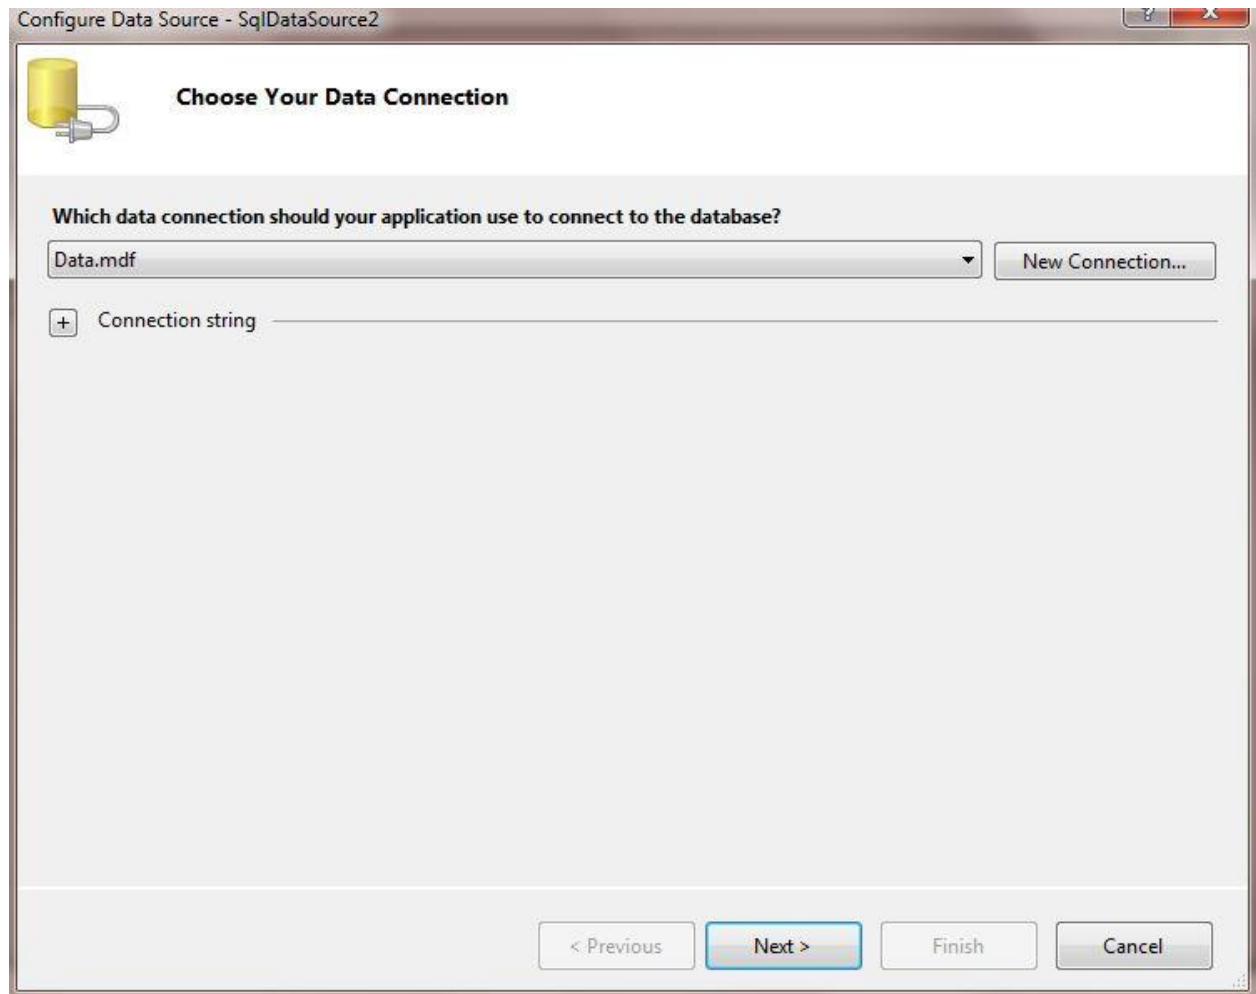 Configure Data Source - SqlDataSource2
? X
Choose Your Data Connection
Which data connection should your application use to connect to the database?
Data.mdf
New Connection...
+ Connection string
< Previous
Next >
Finish
Cancel